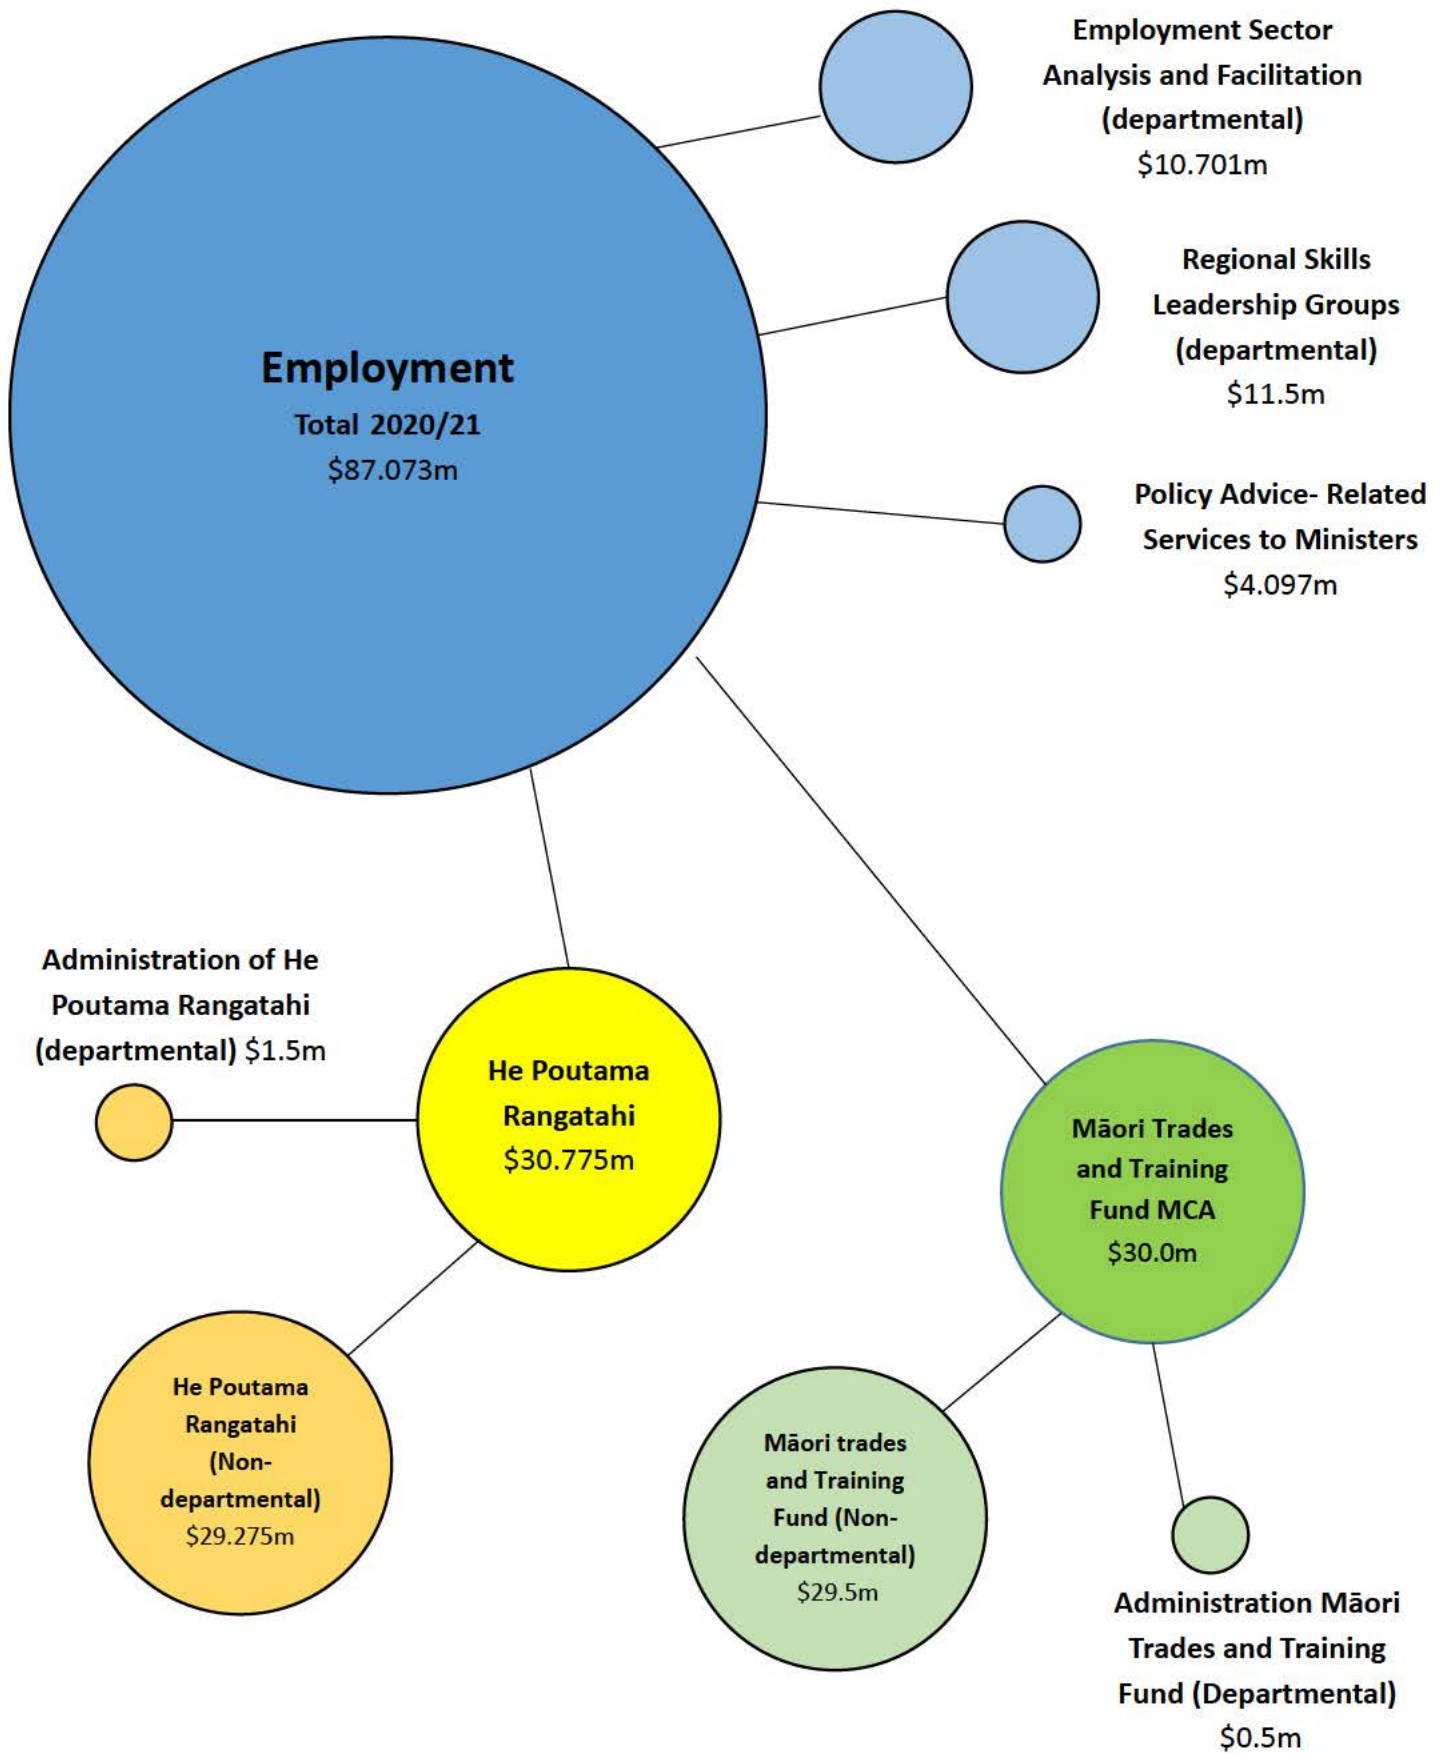 Employment Sector
Analysis and Facilitation
(departmental)
$10.701m
Regional Skills
Leadership Groups
(departmental)
$11.5m
Employment
Total 2020/21
$87.073m
Policy Advice- Related
Services to Ministers
$4.097m
Administration of He
Poutama Rangatahi
(departmental) $1.5m
He Poutama
Rangatahi
$30.775m
Māori Trades
and Training
Fund MCA
$30.0m
He Poutama
Rangatahi
(Non-
departmental)
$29.275m
Māori trades
and Training
Fund (Non-
departmental)
$29.5m
Administration Māori
Trades and Training
Fund (Departmental)
$0.5m